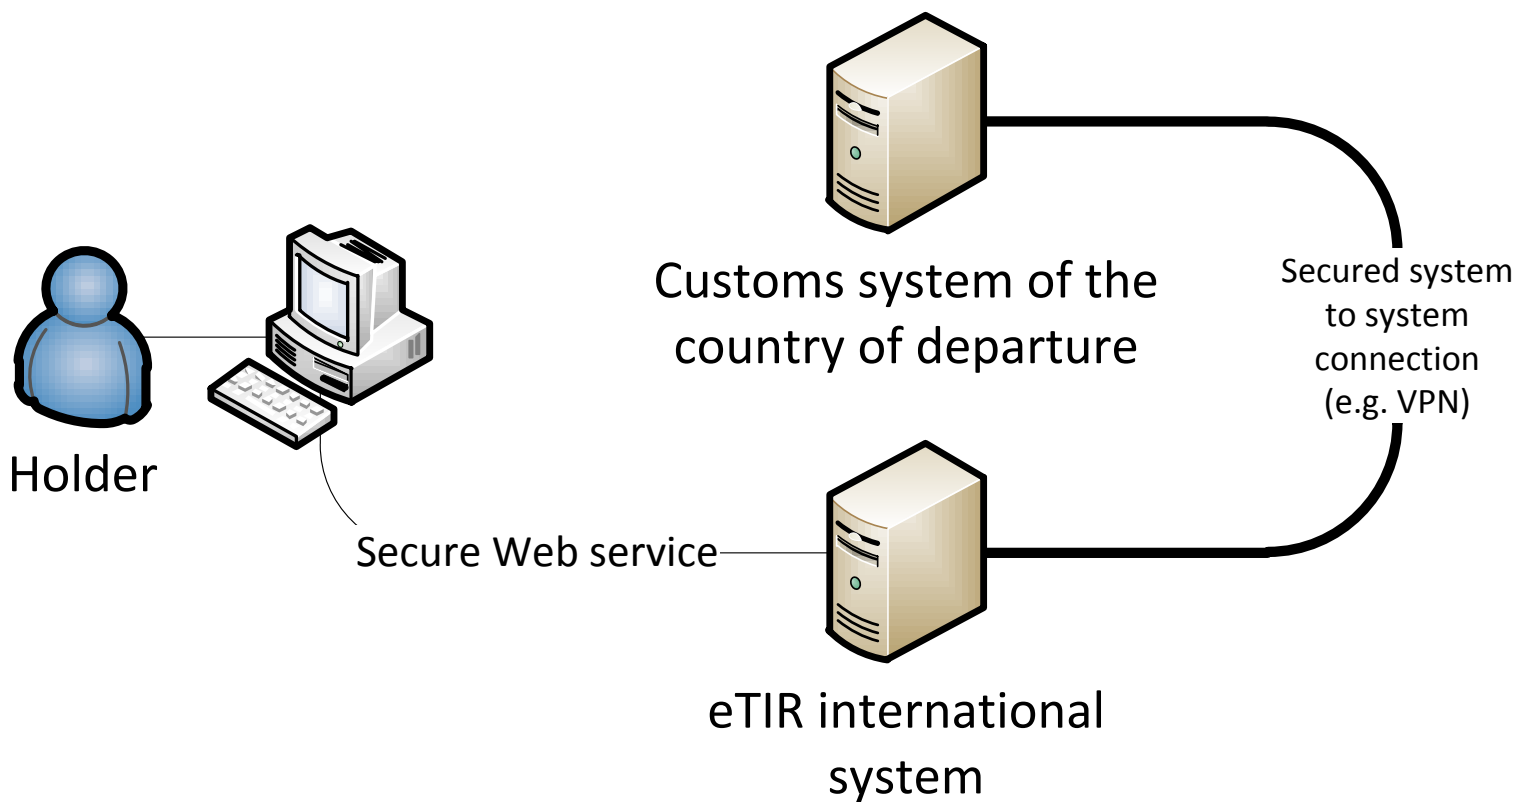 Customs system of the
country of departure
Secured system
to system
connection
(e.g. VPN)
Holder
Secure Web service
eTIR international
system